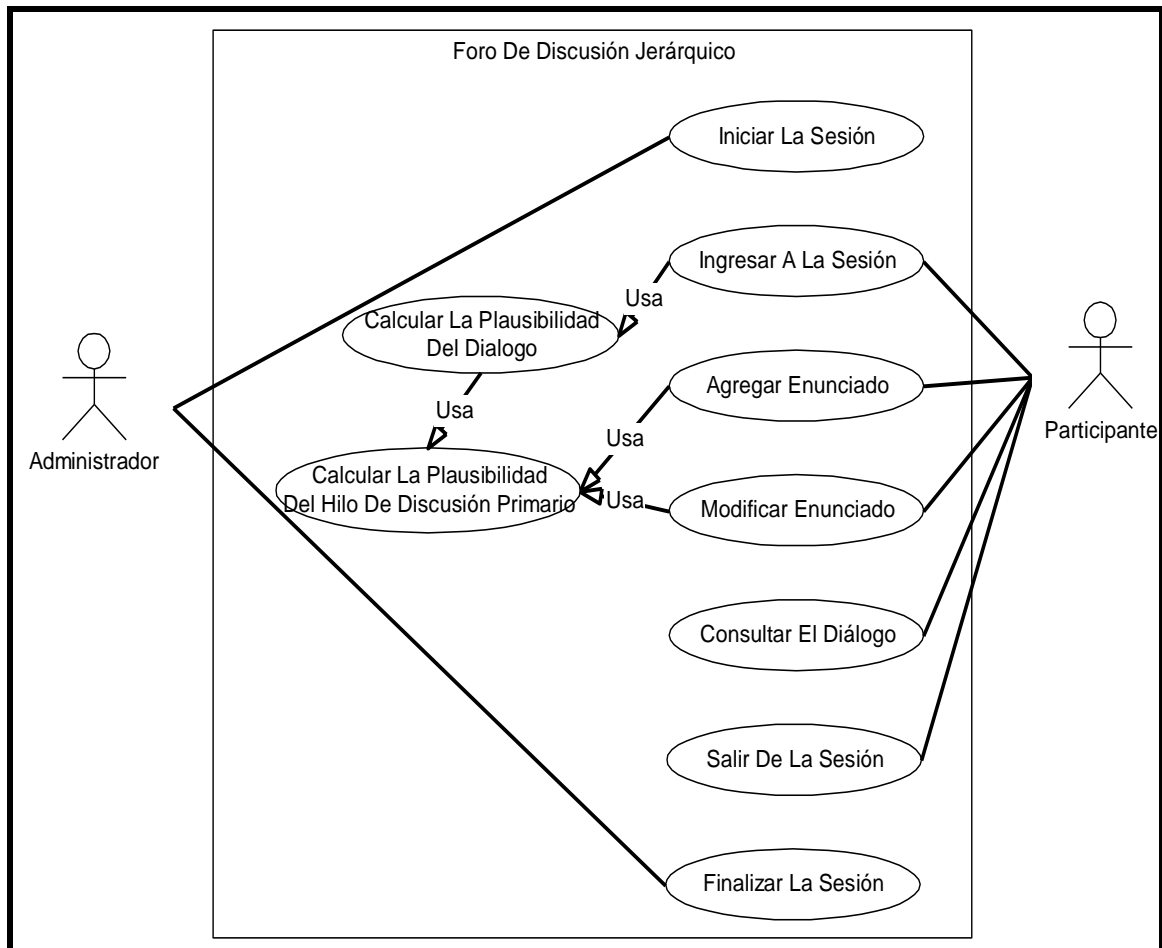 Foro De Discusión Jerárquico
Iniciar La Sesión
Ingresar A La Sesión
Usa
Calcular La Plausibilidad
Del Dialogo
Agregar Enunciado
Usa
Usa
Participante
Administrador
Calcular La Plausibilidad
Del Hilo De Discusión Primario
Usa
Modificar Enunciado
Consultar El Diálogo
Salir De La Sesión
Finalizar La Sesión